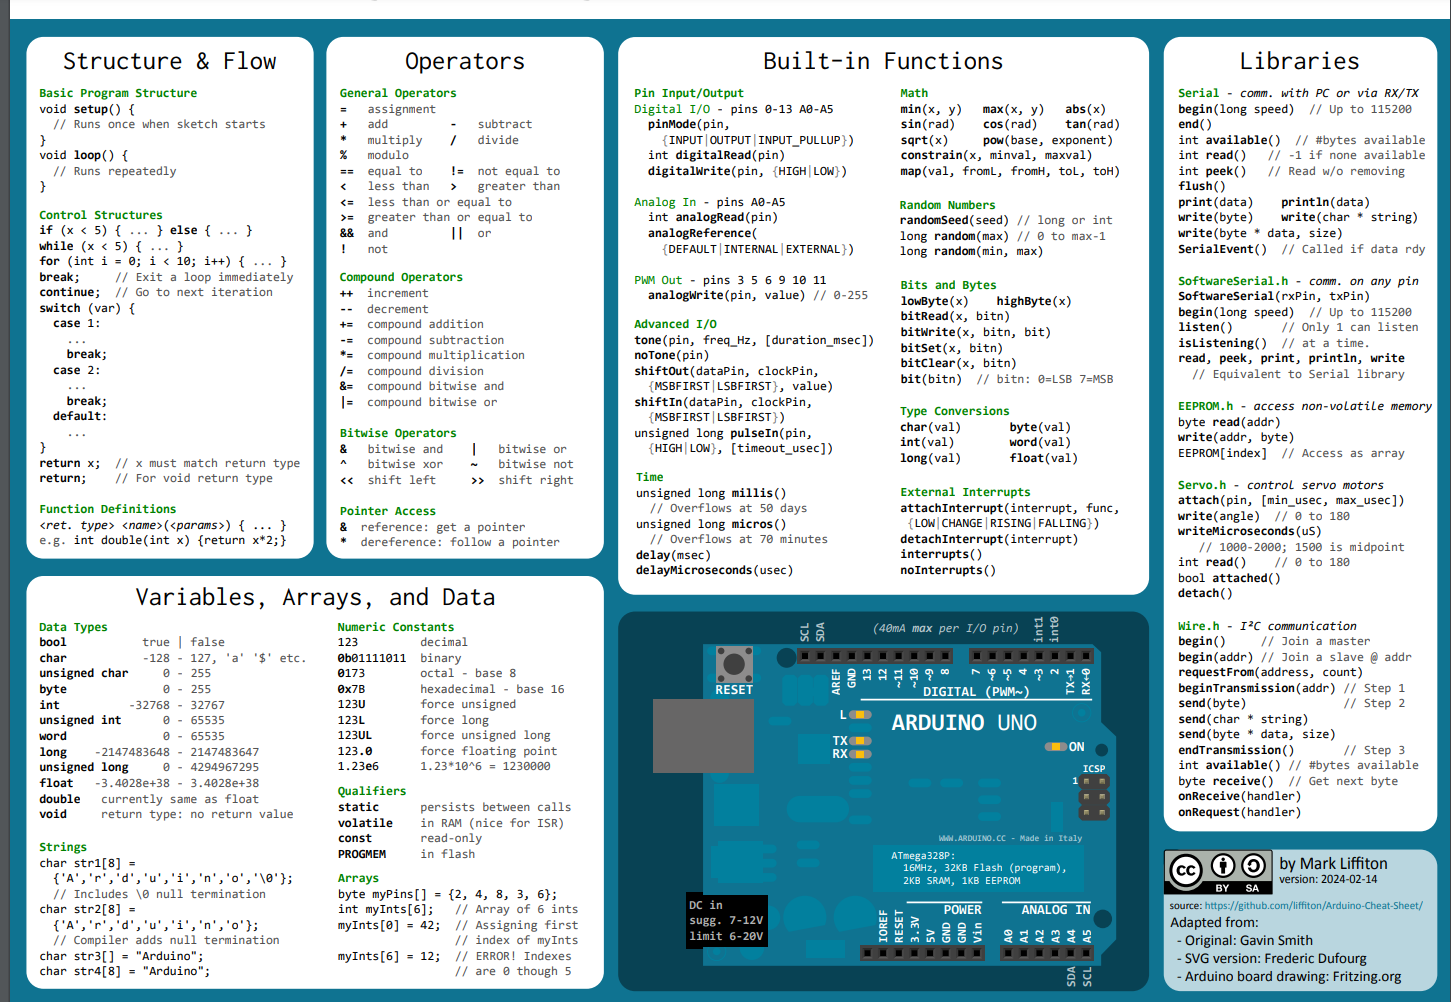 Structure & Flow
Basic Program Structure
void setup() {
// Runs once when sketch starts
}
void loop() {
// Runs repeatedly
}
Control Structures
if (x < 5) { ... } else { ... }
while (x < 5) { ... }
for (int i = 0; i < 10; i++) { ... }
break;     // Exit a loop immediately
continue;  // Go to next iteration
switch (var) {
case 1:
...
break;
case 2:
...
break;
default:
...
}
return x;  // x must match return type
return;    // For void return type
Function Definitions
<ret. type> <name>(<params>) { ... }
e.g. int double(int x) {return x*2;}
Operators
General Operators
=   assignment
+   add         -   subtract
*   multiply    /   divide
%   modulo
==  equal to    !=  not equal to
<   less than   >   greater than
<=  less than or equal to
>=  greater than or equal to
&&  and         ||  or
!   not
Compound Operators
++  increment
--  decrement
+=  compound addition
-=  compound subtraction
*=  compound multiplication
/=  compound division
&=  compound bitwise and
|=  compound bitwise or
Bitwise Operators
&   bitwise and    |   bitwise or
^   bitwise xor    ~   bitwise not
<<  shift left     >>  shift right
Pointer Access
&   reference: get a pointer
*   dereference: follow a pointer
Built-in Functions
Pin Input/Output
Digital I/O - pins 0-13 A0-A5
pinMode(pin,
{INPUT|OUTPUT|INPUT_PULLUP})
int digitalRead(pin)
digitalWrite(pin, {HIGH|LOW})
Analog In - pins A0-A5
int analogRead(pin)
analogReference(
{DEFAULT|INTERNAL|EXTERNAL})
PWM Out - pins 3 5 6 9 10 11
analogWrite(pin, value) // 0-255
Advanced I/O
tone(pin, freq_Hz, [duration_msec])
noTone(pin)
shiftOut(dataPin, clockPin,
{MSBFIRST|LSBFIRST}, value)
shiftIn(dataPin, clockPin,
{MSBFIRST|LSBFIRST})
unsigned long pulseIn(pin,
{HIGH|LOW}, [timeout_usec])
Time
unsigned long millis()
// Overflows at 50 days
unsigned long micros()
// Overflows at 70 minutes
delay(msec)
delayMicroseconds(usec)
Math
min(x, y)   max(x, y)   abs(x)
sin(rad)    cos(rad)    tan(rad)
sqrt(x)     pow(base, exponent)
constrain(x, minval, maxval)
map(val, fromL, fromH, toL, toH)
Random Numbers
randomSeed(seed) // long or int
long random(max) // 0 to max-1
long random(min, max)
Bits and Bytes
lowByte(x)    highByte(x)
bitRead(x, bitn)
bitWrite(x, bitn, bit)
bitSet(x, bitn)
bitClear(x, bitn)
bit(bitn)  // bitn: 0=LSB 7=MSB
Type Conversions
char(val)       byte(val)
int(val)        word(val)
long(val)       float(val)
External Interrupts
attachInterrupt(interrupt, func,
{LOW|CHANGE|RISING|FALLING})
detachInterrupt(interrupt)
interrupts()
noInterrupts()
Libraries
Serial - comm. with PC or via RX/TX
begin(long speed)  // Up to 115200
end()
int available()  // #bytes available
int read()   // -1 if none available
int peek()   // Read w/o removing
flush()
print(data)    println(data)
write(byte)    write(char * string)
write(byte * data, size)
SerialEvent()  // Called if data rdy
SoftwareSerial.h - comm. on any pin
SoftwareSerial(rxPin, txPin)
begin(long speed)  // Up to 115200
listen()       // Only 1 can listen
isListening()  // at a time.
read, peek, print, println, write
// Equivalent to Serial library
EEPROM.h - access non-volatile memory
byte read(addr)
write(addr, byte)
EEPROM[index]  // Access as array
Servo.h - control servo motors
attach(pin, [min_usec, max_usec])
write(angle)  // 0 to 180
writeMicroseconds(uS)
// 1000-2000; 1500 is midpoint
int read()    // 0 to 180
bool attached()
detach()
Wire.h - I²C communication
begin()     // Join a master
begin(addr) // Join a slave @ addr
requestFrom(address, count)
beginTransmission(addr) // Step 1
send(byte)              // Step 2
send(char * string)
send(byte * data, size)
endTransmission()       // Step 3
int available() // #bytes available
byte receive()  // Get next byte
onReceive(handler)
onRequest(handler)
Variables, Arrays, and Data
Data Types
bool            true | false
char            -128 - 127, 'a' '$' etc.
unsigned char   0 - 255
byte            0 - 255
int             -32768 - 32767
unsigned int    0 - 65535
word            0 - 65535
long            -2147483648 - 2147483647
unsigned long   0 - 4294967295
float           -3.4028e+38 - 3.4028e+38
double   currently same as float
void     return type: no return value
Strings
char str1[8] =
{'A','r','d','u','i','n','o','\0'};
// Includes \0 null termination
char str2[8] =
{'A','r','d','u','i','n','o'};
// Compiler adds null termination
char str3[] = "Arduino";
char str4[8] = "Arduino";
Numeric Constants
123         decimal
0b01111011  binary
0173        octal - base 8
0x7B        hexadecimal - base 16
123U        force unsigned
123L        force long
123UL       force unsigned long
123.0       force floating point
1.23e6      1.23*10^6 = 1230000
Qualifiers
static      persists between calls
volatile    in RAM (nice for ISR)
const       read-only
PROGMEM     in flash
Arrays
byte myPins[] = {2, 4, 8, 3, 6};
int myInts[6];   // Array of 6 ints
myInts[0] = 42;  // Assigning first
// index of myInts
myInts[6] = 12;  // ERROR! Indexes
// are 0 though 5
SCL
SDA
(40mA max per I/O pin)
int1
int0
RESET
AREF
GND
13
12
~11
~10
~9
8
7
~6
~5
4
~3
2
TX→1
RX←0
DIGITAL (PWM~)
L
ARDUINO UNO
TX
RX
ON
ICSP
1
WWW.ARDUINO.CC - Made in Italy
ATmega328P:
16MHz, 32KB Flash (program),
2KB SRAM, 1KB EEPROM
DC in
sugg. 7-12V
limit 6-20V
POWER
ANALOG IN
IOREF
RESET
3.3V
5V
GND
GND
Vin
A0
A1
A2
A3
A4
A5
SDA
SCL
cc
BY SA
by Mark Liffiton
version: 2024-02-14
source: https://github.com/liffiton/Arduino-Cheat-Sheet/
Adapted from:
- Original: Gavin Smith
- SVG version: Frederic Dufourg
- Arduino board drawing: Fritzing.org